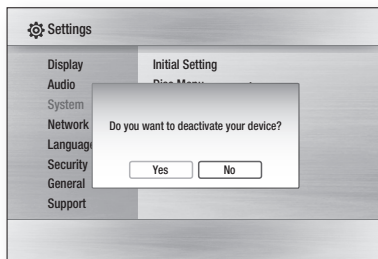 Settings
Display
Initial Setting
Audio
System
Network
Language
Security
General
Support
Do you want to deactivate your device?
Yes
No